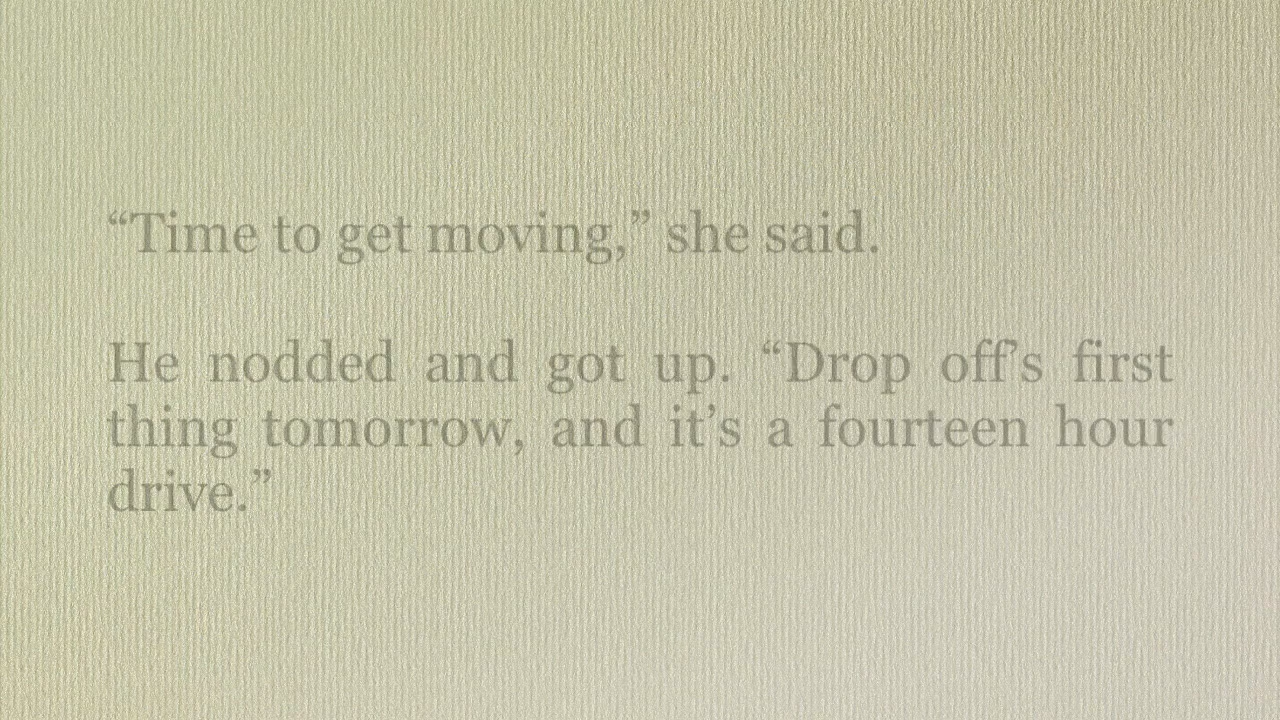 “Time to get moving,” she said.
He nodded and got up. “Drop off’s first
thing tomorrow, and it’s a fourteen hour
drive.”